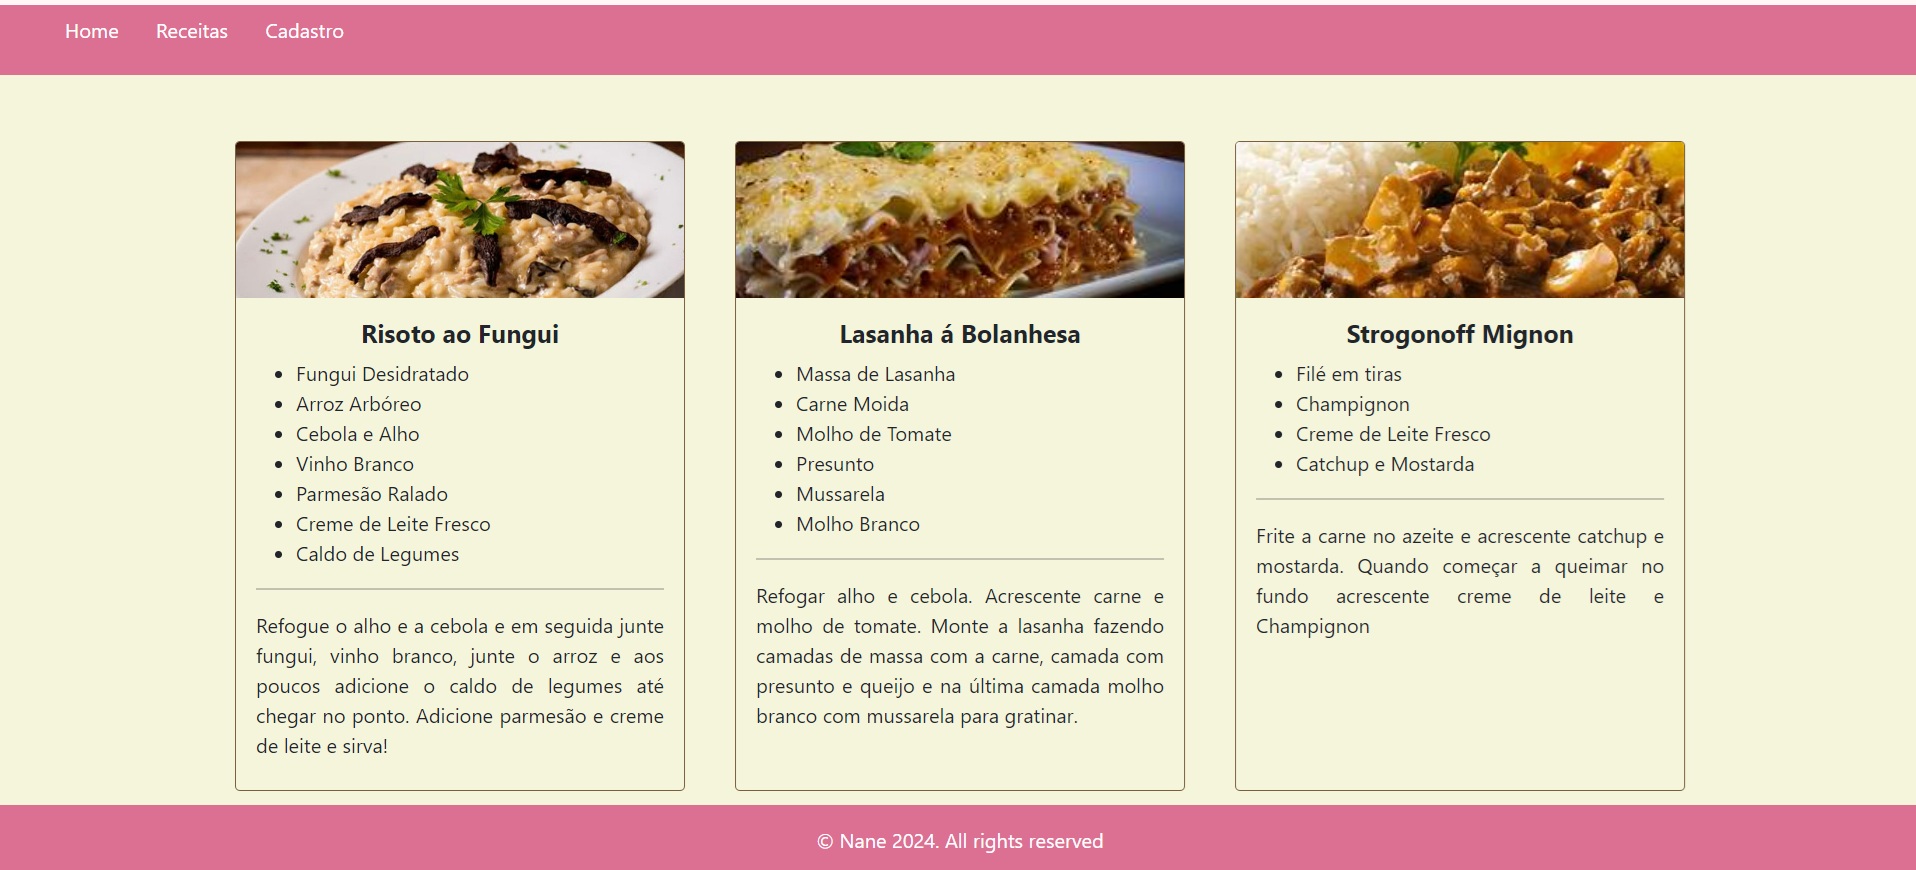 Home Receitas Cadastro
Risoto ao Fungui
Fungui Desidratado
Arroz Arbóreo
Cebola e Alho
Vinho Branco
Parmesão Ralado
Creme de Leite Fresco
Caldo de Legumes
Refogue o alho e a cebola e em seguida junte
fungui, vinho branco, junte o arroz e aos
poucos adicione o caldo de legumes até
chegar no ponto. Adicione parmesão e creme
de leite e sirva!
Lasanha á Bolanhesa
Massa de Lasanha
Carne Moida
Molho de Tomate
Presunto
Mussarela
Molho Branco
Refogar alho e cebola. Acrescente carne e
molho de tomate. Monte a lasanha fazendo
camadas de massa com a carne, camada com
presunto e queijo e na última camada molho
branco com mussarela para gratinar.
Strogonoff Mignon
Filé em tiras
Champignon
Creme de Leite Fresco
Catchup e Mostarda
Frite a carne no azeite e acrescente catchup e
mostarda. Quando começar a queimar no
fundo acrescente creme de leite e
Champignon
© Nane 2024. All rights reserved